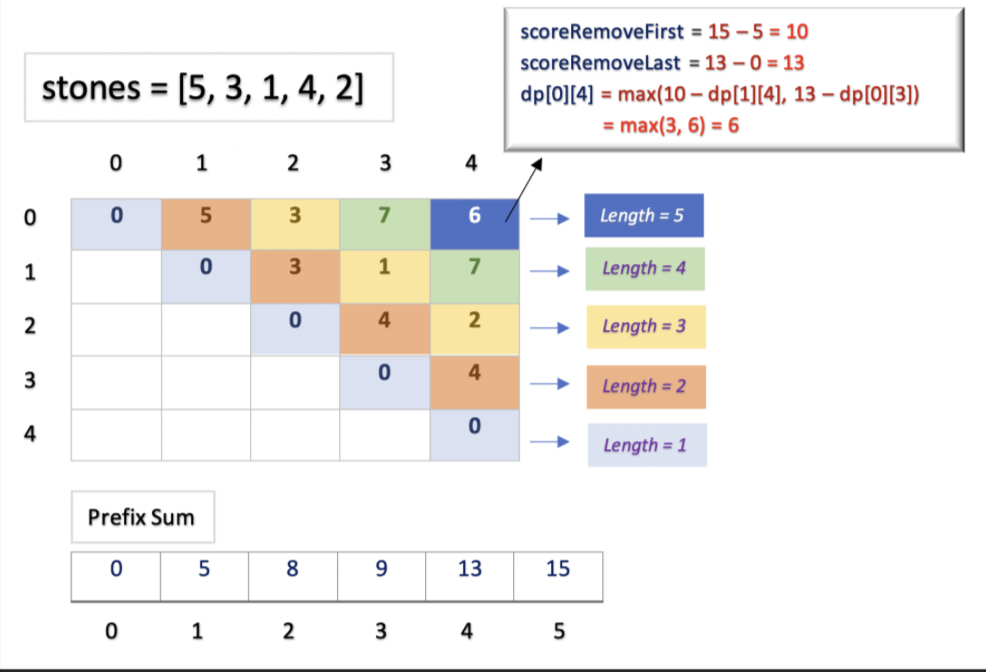 scoreRemoveFirst = 15 – 5 = 10
scoreRemoveLast = 13 – 0 = 13
dp[0][4] = max(10 – dp[1][4], 13 – dp[0][3])
= max(3, 6) = 6
stones = [5, 3, 1, 4, 2]
0 1 2 3 4
0 0 5 3 7 6 Length = 5
1 0 3 1 7 Length = 4
2 0 4 2 Length = 3
3 0 4 Length = 2
4 0 Length = 1
Prefix Sum
0 5 8 9 13 15
0 1 2 3 4 5